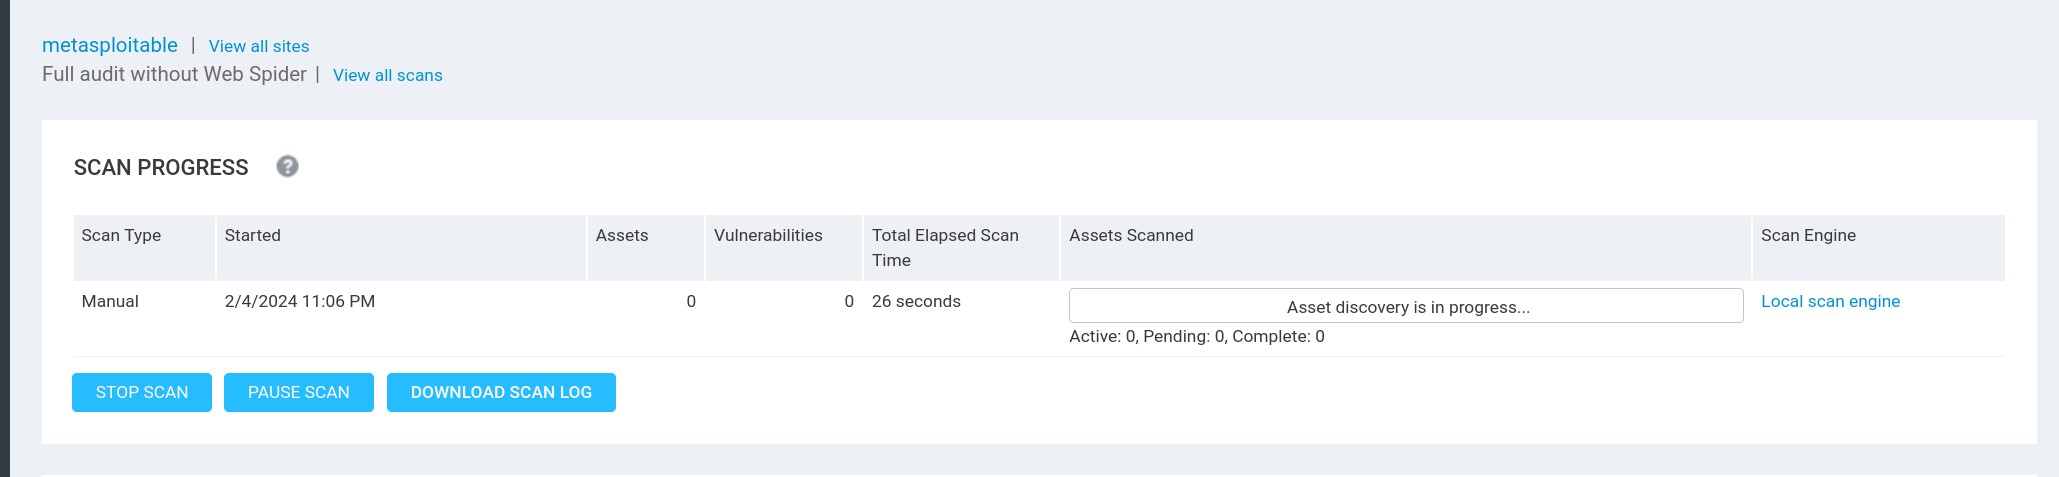 metasploitable | View all sites
Full audit without Web Spider | View all scans
SCAN PROGRESS ?
Scan Type Started Assets Vulnerabilities Total Elapsed Scan Time Assets Scanned Scan Engine
Manual 2/4/2024 11:06 PM 0 0 26 seconds Asset discovery is in progress... Local scan engine
Active: 0, Pending: 0, Complete: 0
STOP SCAN PAUSE SCAN DOWNLOAD SCAN LOG